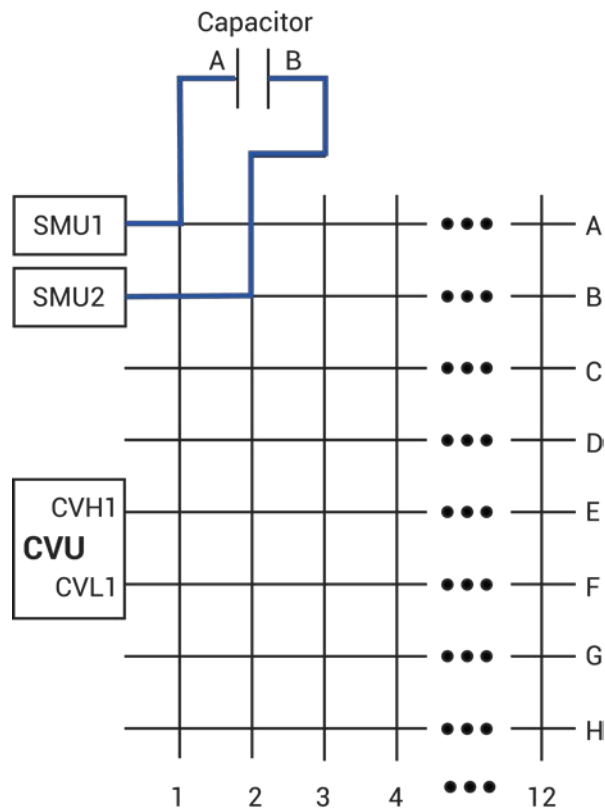 Capacitor
A B
SMU1
A
SMU2
B
C
D
CVH1
E
CVU
CVL1
F
G
H
1 2 3 4 12